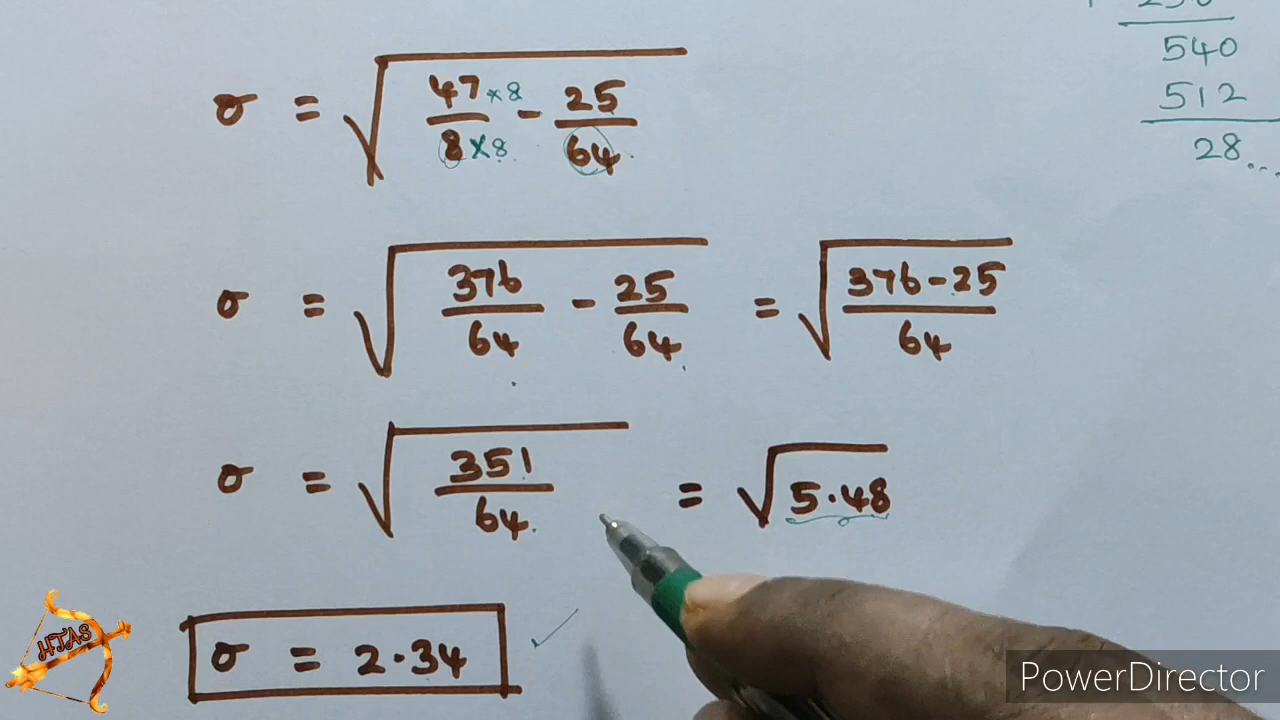 540
512
28...
σ = √(47×8/8×8 - 25/64)
σ = √(376/64 - 25/64) = √(376-25/64)
σ = √(351/64) = √5.48
σ = 2.34 ✓
HTAS
PowerDirector